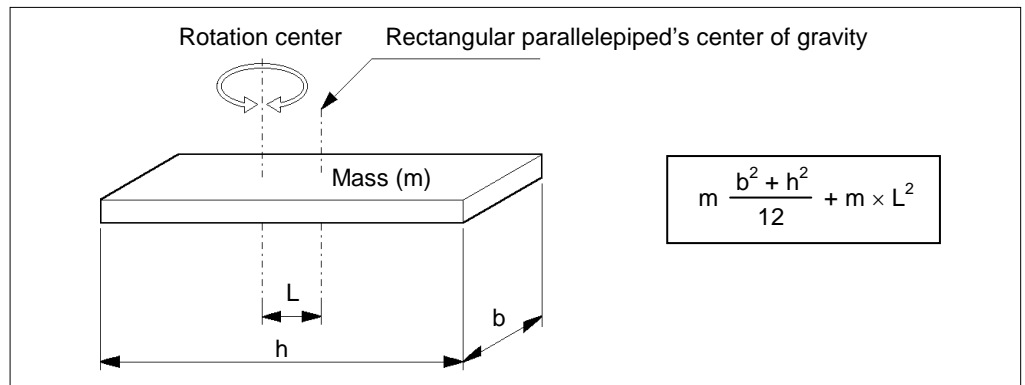 Rotation center
Rectangular parallelepiped's center of gravity
Mass (m)
m (b² + h²)/12 + m × L²
L
b
h